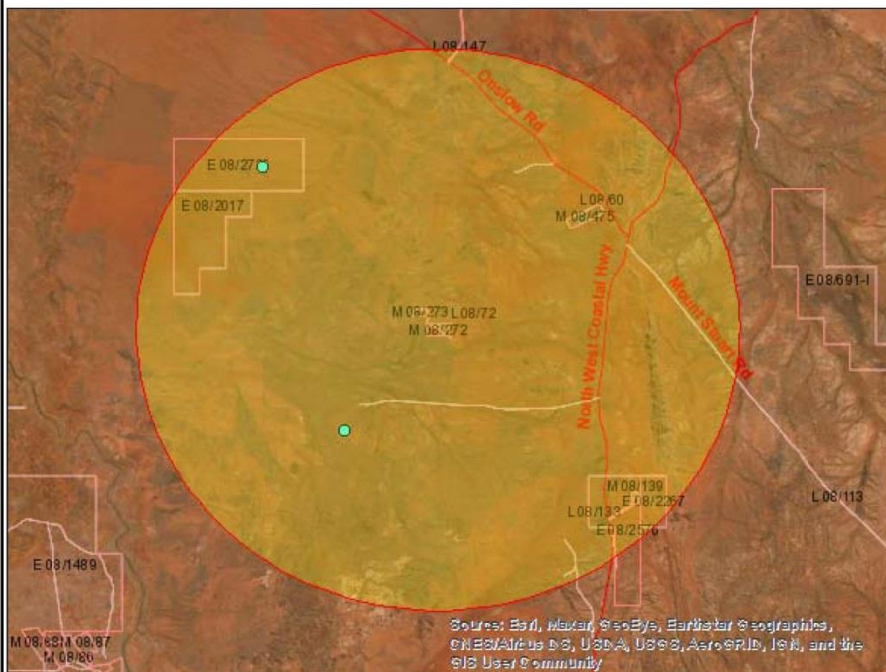 L 08/147
Onslow Rd
E 08/27
E 08/2017
L 08/60
M 08/475
E 08/691-I
M 08/273 L 08/72
M 08/272
Mount Stuart Rd
North West Coastal Hwy
M 08/139
E 08/2267
L 08/133
E 08/2576
L 08/113
E 08/1489
M 08/87
M 08/86
Source: Esri, Maxar, GeoEye, Earthstar Geographics,
CNES/Airbus DS, USDA, USGS, AeroGRID, IGN, and the
GIS User Community